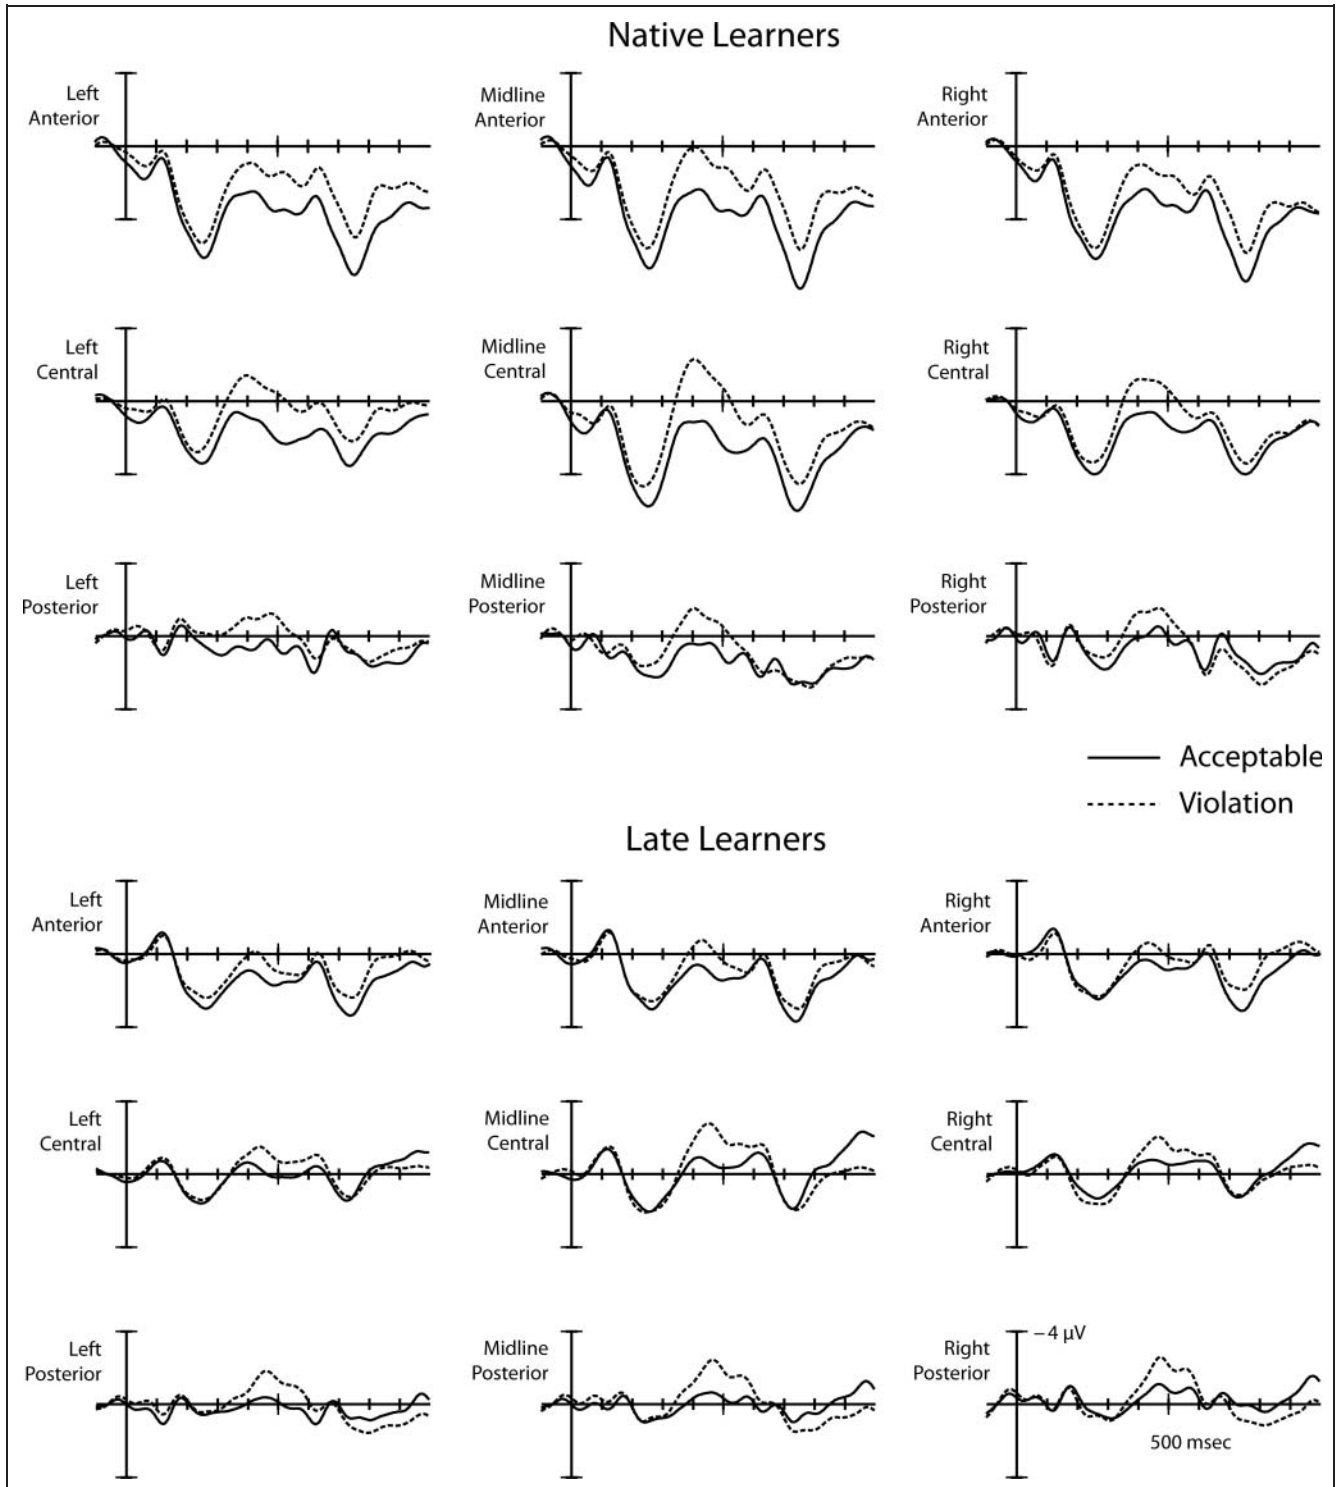 Native Learners
Left
Anterior
Midline
Anterior
Right
Anterior
Left
Central
Midline
Central
Right
Central
Left
Posterior
Midline
Posterior
Right
Posterior
Acceptable
Violation
Late Learners
Left
Anterior
Midline
Anterior
Right
Anterior
Left
Central
Midline
Central
Right
Central
Left
Posterior
Midline
Posterior
Right
Posterior
−4 µV
500 msec